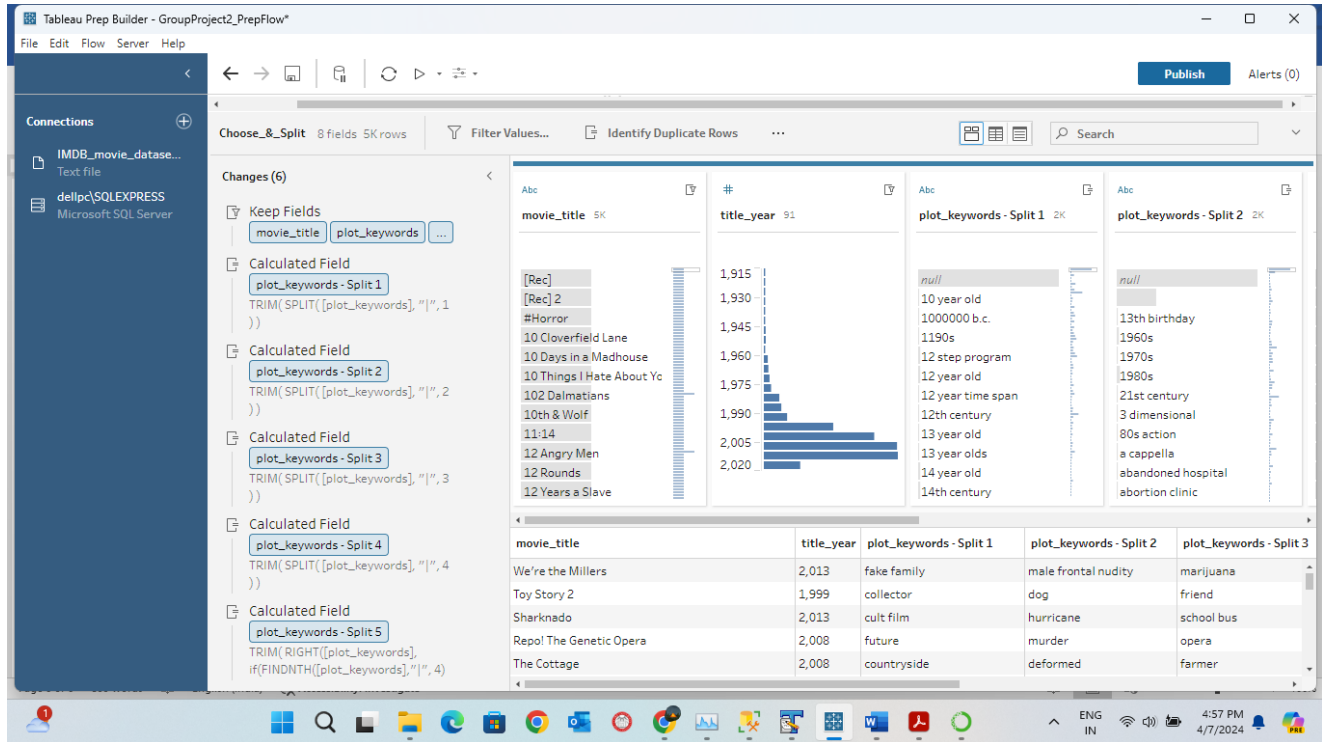 Tableau Prep Builder - GroupProject2_PrepFlow*
File Edit Flow Server Help
Publish
Alerts (0)
Connections
IMDB_movie_datase...
Text file
dellpc\SQLEXPRESS
Microsoft SQL Server
Choose_&_Split 8 fields 5K rows
Filter Values...
Identify Duplicate Rows
...
Search
Changes (6)
Keep Fields
movie_title plot_keywords ...
Calculated Field
plot_keywords - Split 1
TRIM( SPLIT( [plot_keywords], "|", 1
))
Calculated Field
plot_keywords - Split 2
TRIM( SPLIT( [plot_keywords], "|", 2
))
Calculated Field
plot_keywords - Split 3
TRIM( SPLIT( [plot_keywords], "|", 3
))
Calculated Field
plot_keywords - Split 4
TRIM( SPLIT( [plot_keywords], "|", 4
))
Calculated Field
plot_keywords - Split 5
TRIM( RIGHT([plot_keywords],
if(FINDNTH([plot_keywords],"|", 4)
Abc
movie_title 5K
[Rec]
[Rec] 2
#Horror
10 Cloverfield Lane
10 Days in a Madhouse
10 Things I Hate About Yo
102 Dalmatians
10th & Wolf
11:14
12 Angry Men
12 Rounds
12 Years a Slave
#
title_year 91
1,915
1,930
1,945
1,960
1,975
1,990
2,005
2,020
Abc
plot_keywords - Split 1 2K
null
10 year old
1000000 b.c.
1190s
12 step program
12 year old
12 year time span
12th century
13 year old
13 year olds
14 year old
14th century
Abc
plot_keywords - Split 2 2K
null
13th birthday
1960s
1970s
1980s
21st century
3 dimensional
80s action
a cappella
abandoned hospital
abortion clinic
movie_title title_year plot_keywords - Split 1 plot_keywords - Split 2 plot_keywords - Split 3
We're the Millers 2,013 fake family male frontal nudity marijuana
Toy Story 2 1,999 collector dog friend
Sharknado 2,013 cult film hurricane school bus
Repo! The Genetic Opera 2,008 future murder opera
The Cottage 2,008 countryside deformed farmer
1
ENG
IN
4:57 PM
4/7/2024
PRE